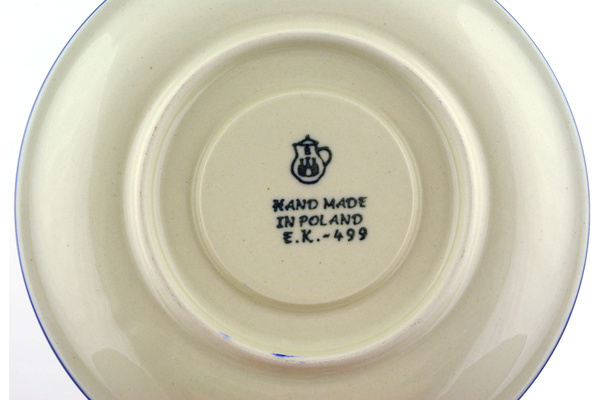 B
HAND MADE
IN POLAND
E.K.-499